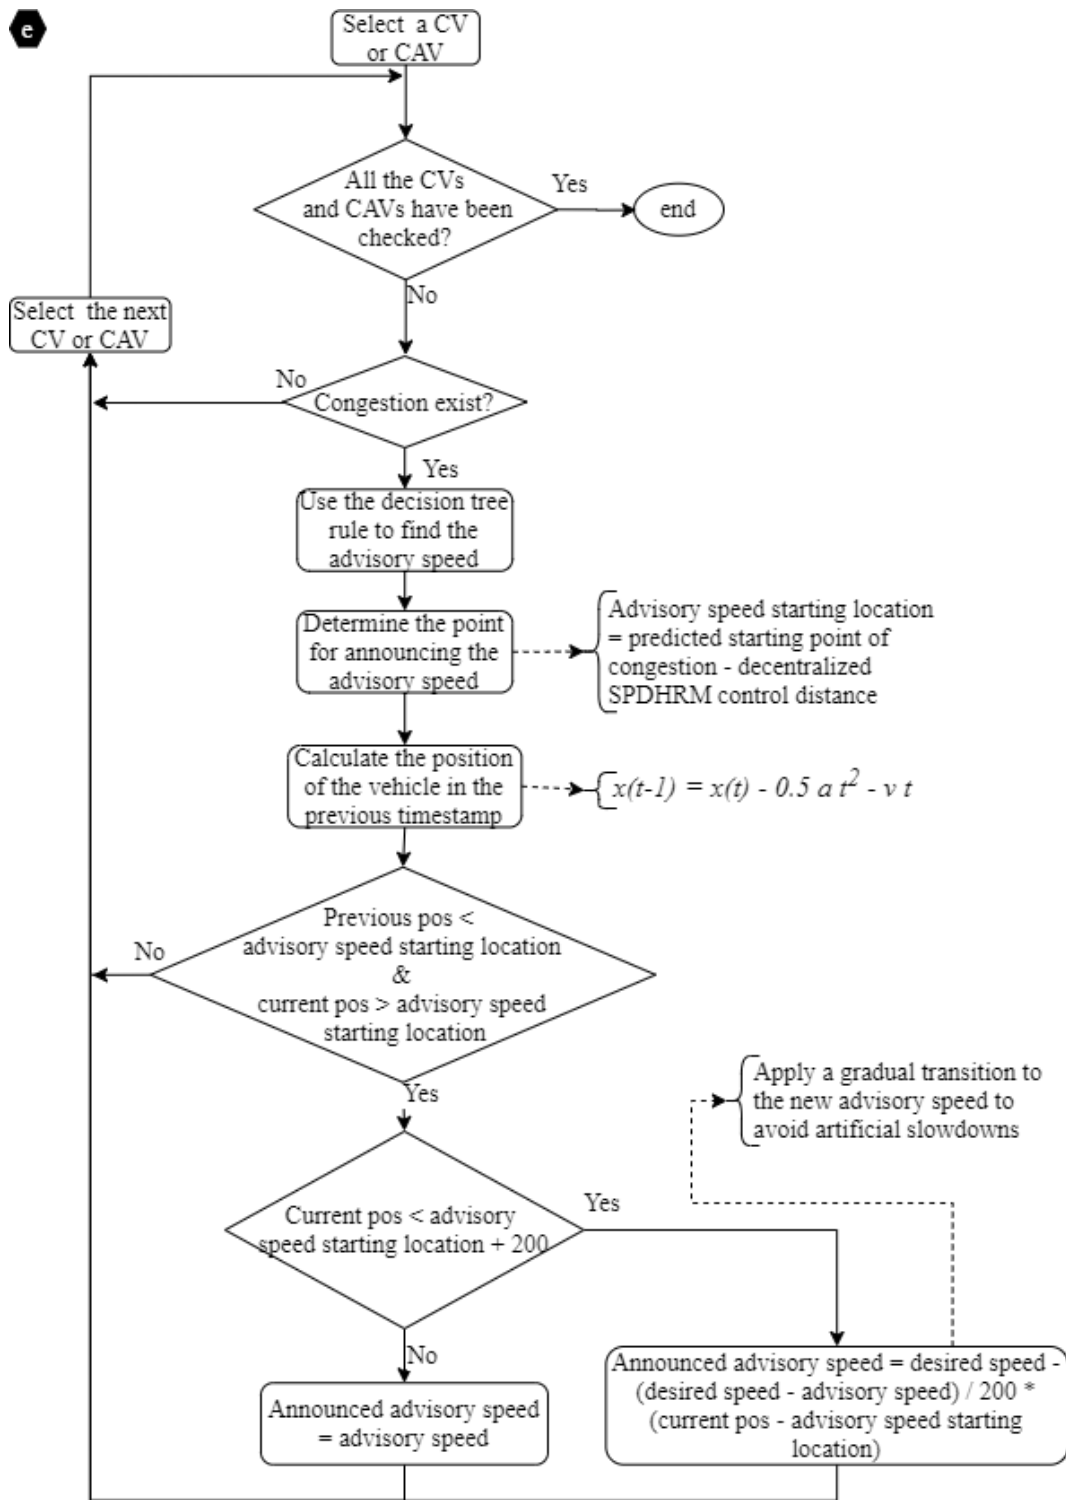 e
Select a CV
or CAV
All the CVs
and CAVs have been
checked?
Yes
end
No
Select the next
CV or CAV
No
Congestion exist?
Yes
Use the decision tree
rule to find the
advisory speed
Determine the point
for announcing the
advisory speed
Advisory speed starting location
= predicted starting point of
congestion - decentralized
SPDHRM control distance
Calculate the position
of the vehicle in the
previous timestamp
x(t-1) = x(t) - 0.5 a t² - v t
Previous pos <
advisory speed starting location
&
current pos > advisory speed
starting location
No
Yes
Apply a gradual transition to
the new advisory speed to
avoid artificial slowdowns
Current pos < advisory
speed starting location + 200
Yes
No
Announced advisory speed
= advisory speed
Announced advisory speed = desired speed -
(desired speed - advisory speed) / 200 *
(current pos - advisory speed starting
location)